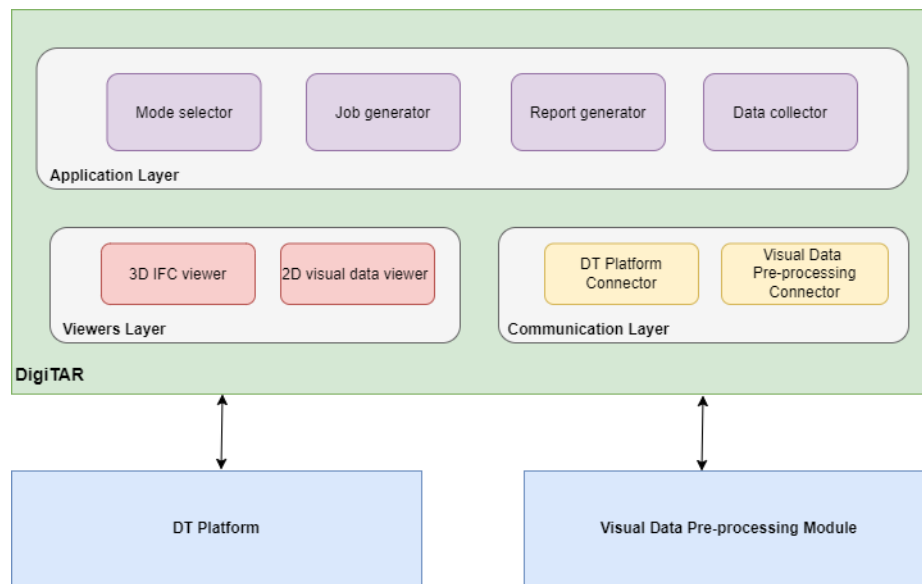 Mode selector
Job generator
Report generator
Data collector
Application Layer
3D IFC viewer
2D visual data viewer
DT Platform
Connector
Visual Data
Pre-processing
Connector
Viewers Layer
Communication Layer
DigiTAR
DT Platform
Visual Data Pre-processing Module